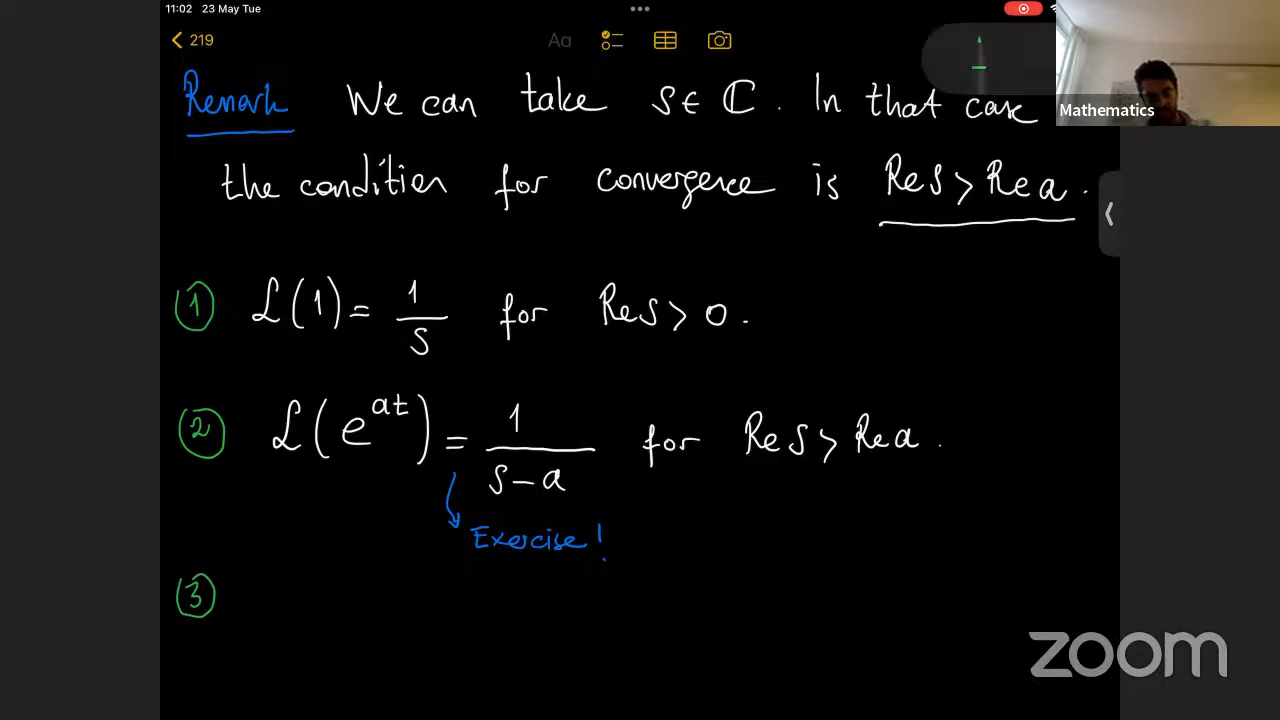 11:02 23 May Tue
219
Aa
Mathematics
Remark We can take s ∈ ℂ. In that case
the condition for convergence is Re s > Re a.
① ℒ(1) = 1/s for Re s > 0.
② ℒ(e^{at}) = 1/(s-a) for Re s > Re a.
Exercise!
③
zoom